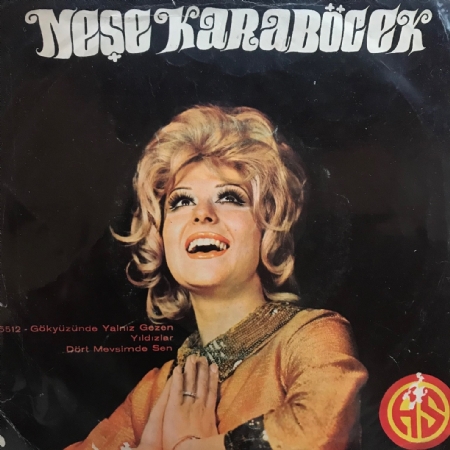 NEŞE KARABÖCEK
5512 - Gökyüzünde Yalnız Gezen
Yıldızlar
Dört Mevsimde Sen